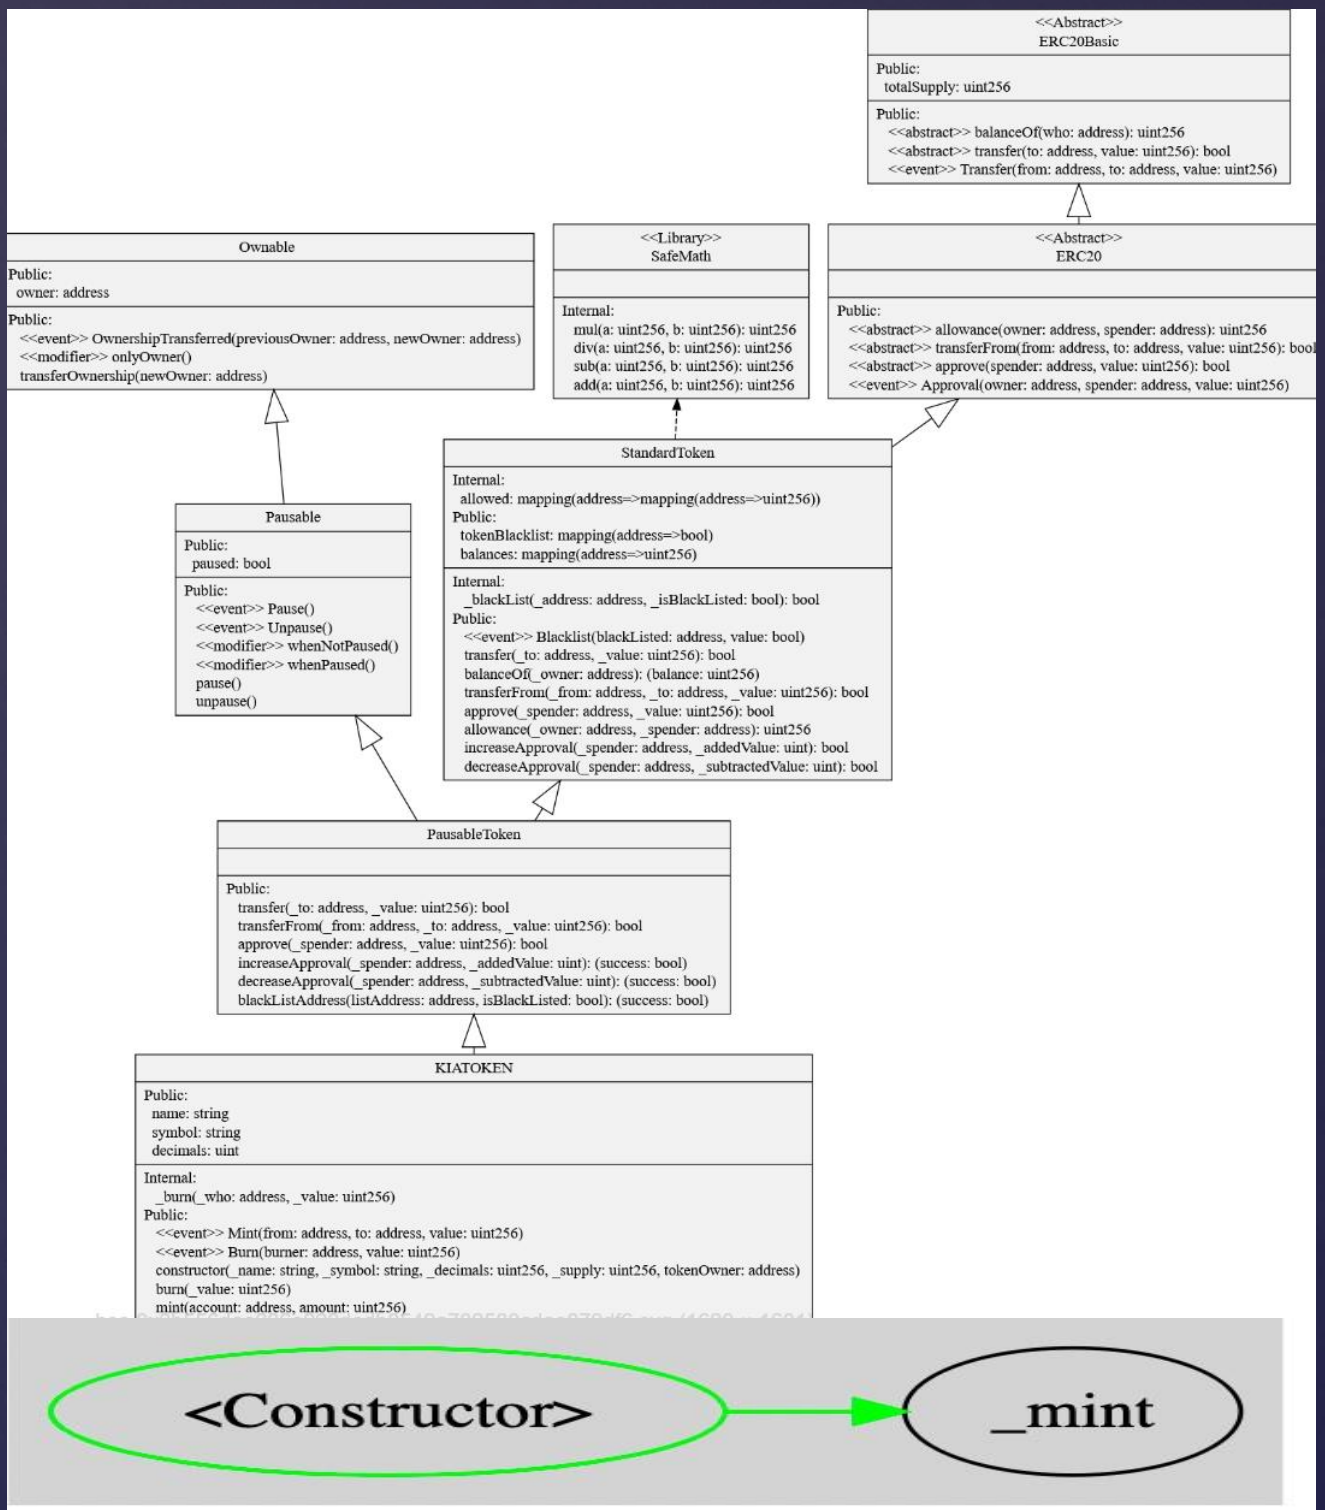 <<Abstract>>
ERC20Basic
Public:
totalSupply: uint256
Public:
<<abstract>> balanceOf(who: address): uint256
<<abstract>> transfer(to: address, value: uint256): bool
<<event>> Transfer(from: address, to: address, value: uint256)
Ownable
Public:
owner: address
Public:
<<event>> OwnershipTransferred(previousOwner: address, newOwner: address)
<<modifier>> onlyOwner()
transferOwnership(newOwner: address)
<<Library>>
SafeMath
Internal:
mul(a: uint256, b: uint256): uint256
div(a: uint256, b: uint256): uint256
sub(a: uint256, b: uint256): uint256
add(a: uint256, b: uint256): uint256
<<Abstract>>
ERC20
Public:
<<abstract>> allowance(owner: address, spender: address): uint256
<<abstract>> transferFrom(from: address, to: address, value: uint256): bool
<<abstract>> approve(spender: address, value: uint256): bool
<<event>> Approval(owner: address, spender: address, value: uint256)
Pausable
Public:
paused: bool
Public:
<<event>> Pause()
<<event>> Unpause()
<<modifier>> whenNotPaused()
<<modifier>> whenPaused()
pause()
unpause()
StandardToken
Internal:
allowed: mapping(address=>mapping(address=>uint256))
Public:
tokenBlacklist: mapping(address=>bool)
balances: mapping(address=>uint256)
Internal:
_blackList(_address: address, _isBlackListed: bool): bool
Public:
<<event>> Blacklist(blackListed: address, value: bool)
transfer(_to: address, _value: uint256): bool
balanceOf(_owner: address): (balance: uint256)
transferFrom(_from: address, _to: address, _value: uint256): bool
approve(_spender: address, _value: uint256): bool
allowance(_owner: address, _spender: address): uint256
increaseApproval(_spender: address, _addedValue: uint): bool
decreaseApproval(_spender: address, _subtractedValue: uint): bool
PausableToken
Public:
transfer(_to: address, _value: uint256): bool
transferFrom(_from: address, _to: address, _value: uint256): bool
approve(_spender: address, _value: uint256): bool
increaseApproval(_spender: address, _addedValue: uint): (success: bool)
decreaseApproval(_spender: address, _subtractedValue: uint): (success: bool)
blackListAddress(listAddress: address, isBlackListed: bool): (success: bool)
KIATOKEN
Public:
name: string
symbol: string
decimals: uint
Internal:
_burn(_who: address, _value: uint256)
Public:
<<event>> Mint(from: address, to: address, value: uint256)
<<event>> Burn(burner: address, value: uint256)
constructor(_name: string, _symbol: string, _decimals: uint256, _supply: uint256, tokenOwner: address)
burn(_value: uint256)
mint(account: address, amount: uint256)
<Constructor>
_mint